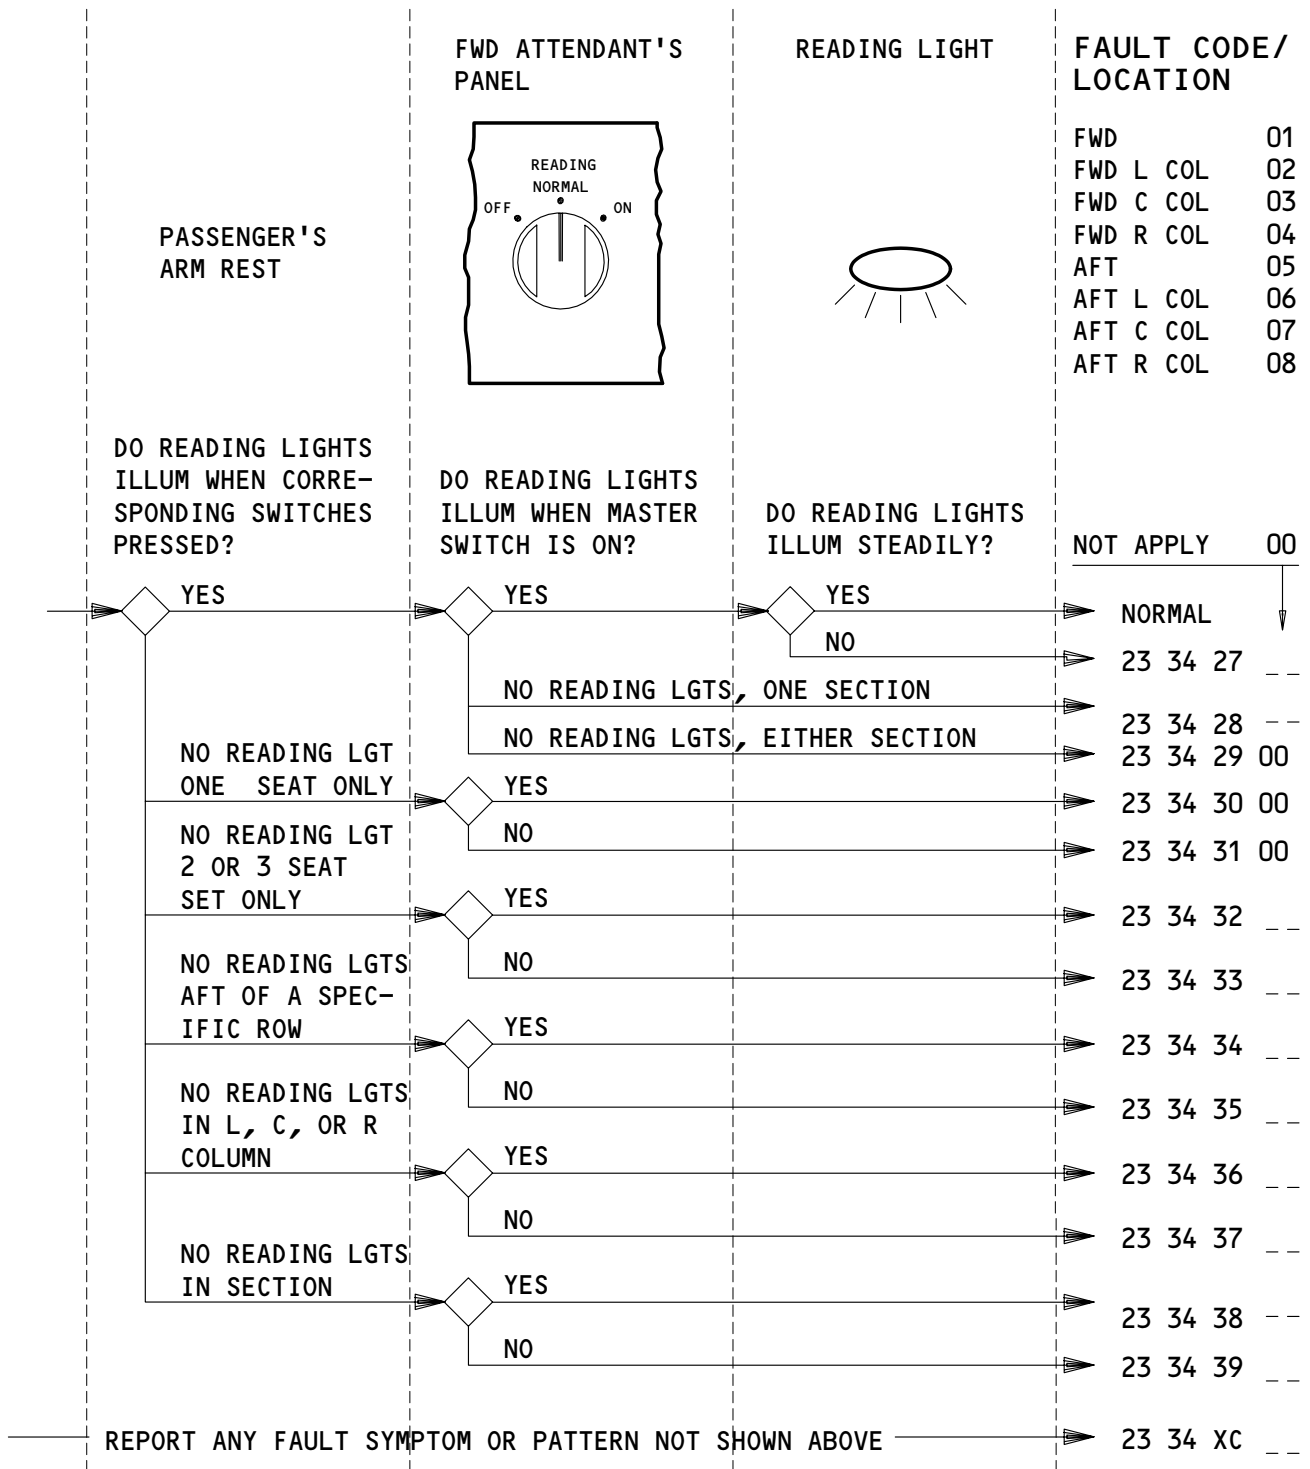 FWD ATTENDANT'S
PANEL
READING LIGHT
FAULT CODE/
LOCATION
READING
NORMAL
OFF
ON
PASSENGER'S
ARM REST
FWD 01
FWD L COL 02
FWD C COL 03
FWD R COL 04
AFT 05
AFT L COL 06
AFT C COL 07
AFT R COL 08
DO READING LIGHTS
ILLUM WHEN CORRE-
SPONDING SWITCHES
PRESSED?
DO READING LIGHTS
ILLUM WHEN MASTER
SWITCH IS ON?
DO READING LIGHTS
ILLUM STEADILY?
NOT APPLY 00
YES
YES
YES
NORMAL
NO
23 34 27 _ _
NO READING LGTS, ONE SECTION
23 34 28 _ _
NO READING LGTS, EITHER SECTION
23 34 29 00
NO READING LGT
ONE SEAT ONLY
YES
23 34 30 00
NO
23 34 31 00
NO READING LGT
2 OR 3 SEAT
SET ONLY
YES
23 34 32 _ _
NO
23 34 33 _ _
NO READING LGTS
AFT OF A SPEC-
IFIC ROW
YES
23 34 34 _ _
NO
23 34 35 _ _
NO READING LGTS
IN L, C, OR R
COLUMN
YES
23 34 36 _ _
NO
23 34 37 _ _
NO READING LGTS
IN SECTION
YES
23 34 38 _ _
NO
23 34 39 _ _
REPORT ANY FAULT SYMPTOM OR PATTERN NOT SHOWN ABOVE
23 34 XC _ _